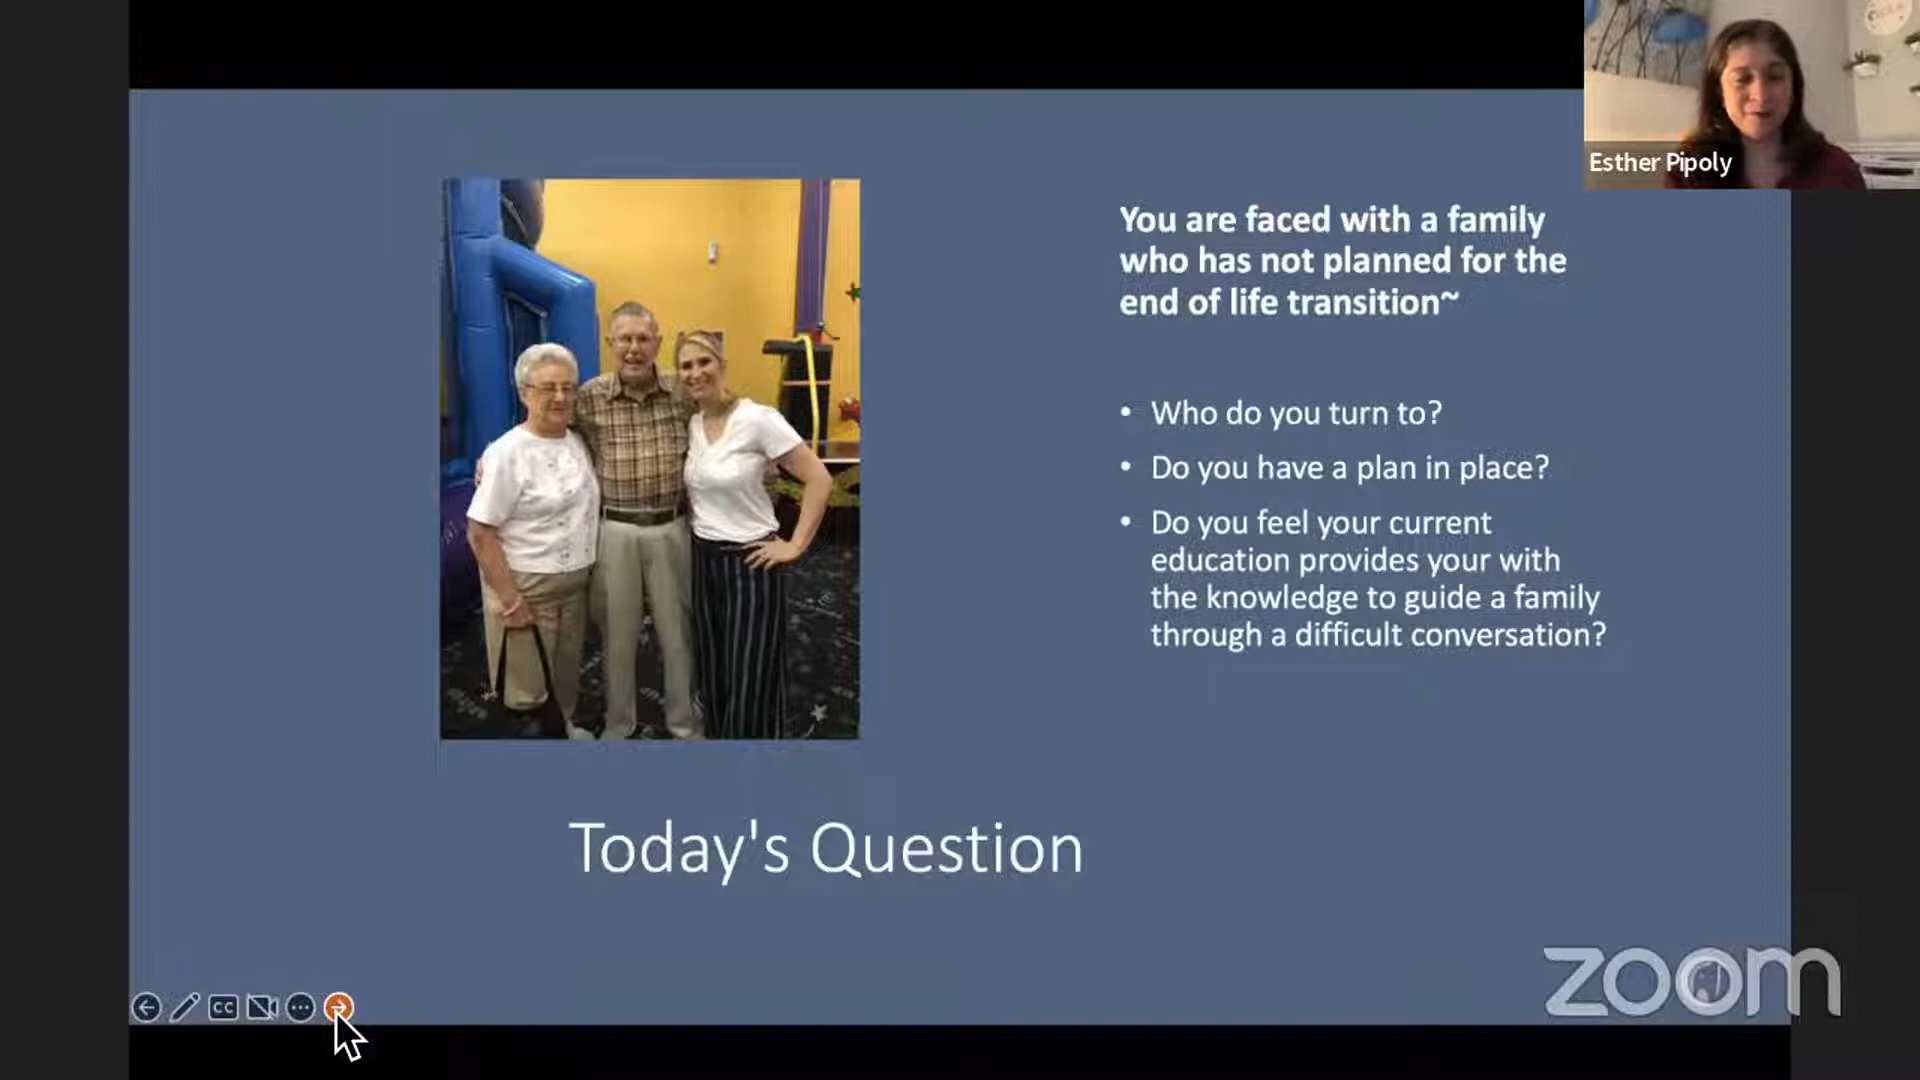 Esther Pipoly
You are faced with a family
who has not planned for the
end of life transition~
• Who do you turn to?
• Do you have a plan in place?
• Do you feel your current
education provides your with
the knowledge to guide a family
through a difficult conversation?
Today's Question
CC
zoom